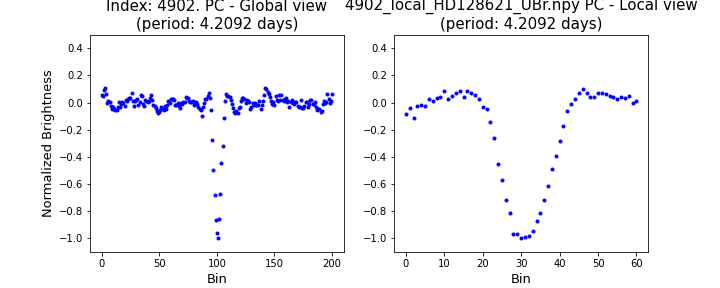 Index: 4902. PC - Global view
(period: 4.2092 days)
4902_local_HD128621_UBr.npy PC - Local view
(period: 4.2092 days)
Normalized Brightness
0.4
0.2
0.0
−0.2
−0.4
−0.6
−0.8
−1.0
0 50 100 150 200
Bin
0.4
0.2
0.0
−0.2
−0.4
−0.6
−0.8
−1.0
0 10 20 30 40 50 60
Bin